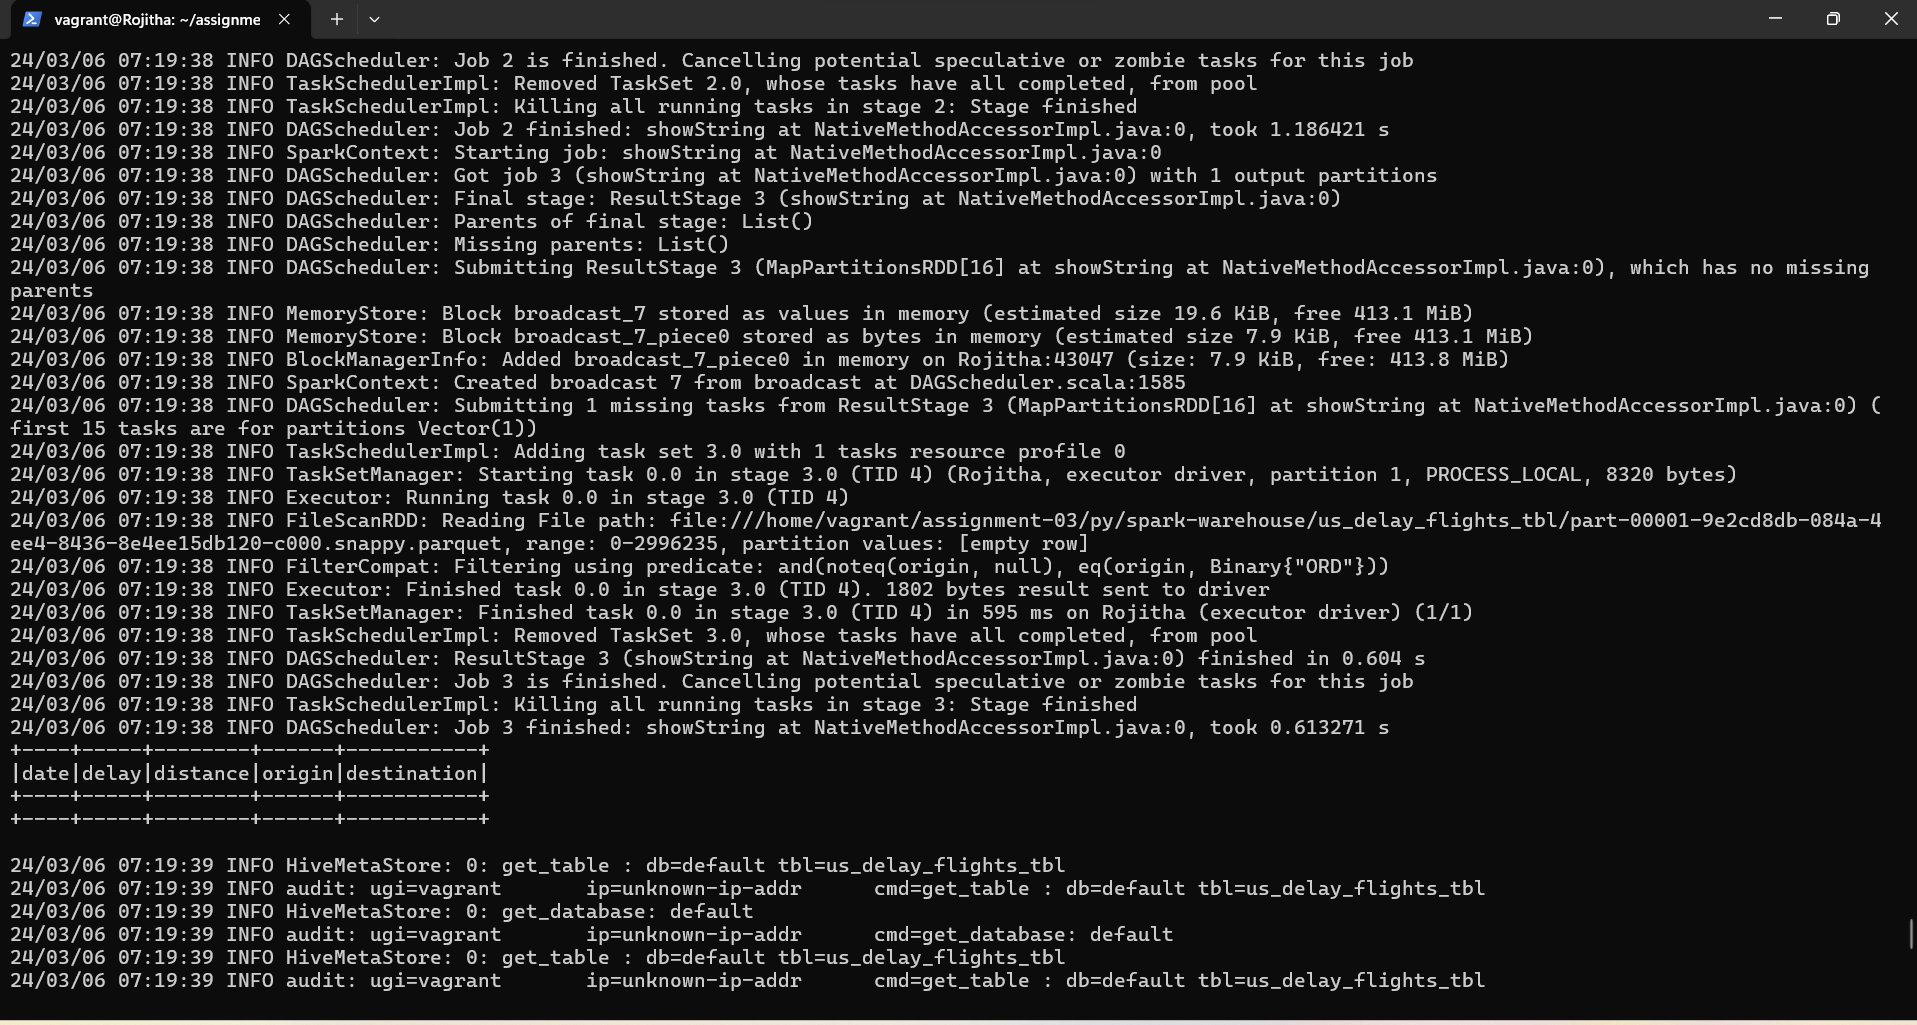 vagrant@Rojitha: ~/assignme
24/03/06 07:19:38 INFO DAGScheduler: Job 2 is finished. Cancelling potential speculative or zombie tasks for this job
24/03/06 07:19:38 INFO TaskSchedulerImpl: Removed TaskSet 2.0, whose tasks have all completed, from pool
24/03/06 07:19:38 INFO TaskSchedulerImpl: Killing all running tasks in stage 2: Stage finished
24/03/06 07:19:38 INFO DAGScheduler: Job 2 finished: showString at NativeMethodAccessorImpl.java:0, took 1.186421 s
24/03/06 07:19:38 INFO SparkContext: Starting job: showString at NativeMethodAccessorImpl.java:0
24/03/06 07:19:38 INFO DAGScheduler: Got job 3 (showString at NativeMethodAccessorImpl.java:0) with 1 output partitions
24/03/06 07:19:38 INFO DAGScheduler: Final stage: ResultStage 3 (showString at NativeMethodAccessorImpl.java:0)
24/03/06 07:19:38 INFO DAGScheduler: Parents of final stage: List()
24/03/06 07:19:38 INFO DAGScheduler: Missing parents: List()
24/03/06 07:19:38 INFO DAGScheduler: Submitting ResultStage 3 (MapPartitionsRDD[16] at showString at NativeMethodAccessorImpl.java:0), which has no missing
parents
24/03/06 07:19:38 INFO MemoryStore: Block broadcast_7 stored as values in memory (estimated size 19.6 KiB, free 413.1 MiB)
24/03/06 07:19:38 INFO MemoryStore: Block broadcast_7_piece0 stored as bytes in memory (estimated size 7.9 KiB, free 413.1 MiB)
24/03/06 07:19:38 INFO BlockManagerInfo: Added broadcast_7_piece0 in memory on Rojitha:43047 (size: 7.9 KiB, free: 413.8 MiB)
24/03/06 07:19:38 INFO SparkContext: Created broadcast 7 from broadcast at DAGScheduler.scala:1585
24/03/06 07:19:38 INFO DAGScheduler: Submitting 1 missing tasks from ResultStage 3 (MapPartitionsRDD[16] at showString at NativeMethodAccessorImpl.java:0) (
first 15 tasks are for partitions Vector(1))
24/03/06 07:19:38 INFO TaskSchedulerImpl: Adding task set 3.0 with 1 tasks resource profile 0
24/03/06 07:19:38 INFO TaskSetManager: Starting task 0.0 in stage 3.0 (TID 4) (Rojitha, executor driver, partition 1, PROCESS_LOCAL, 8320 bytes)
24/03/06 07:19:38 INFO Executor: Running task 0.0 in stage 3.0 (TID 4)
24/03/06 07:19:38 INFO FileScanRDD: Reading File path: file:///home/vagrant/assignment-03/py/spark-warehouse/us_delay_flights_tbl/part-00001-9e2cd8db-084a-4
ee4-8436-8e4ee15db120-c000.snappy.parquet, range: 0-2996235, partition values: [empty row]
24/03/06 07:19:38 INFO FilterCompat: Filtering using predicate: and(noteq(origin, null), eq(origin, Binary{"ORD"}))
24/03/06 07:19:38 INFO Executor: Finished task 0.0 in stage 3.0 (TID 4). 1802 bytes result sent to driver
24/03/06 07:19:38 INFO TaskSetManager: Finished task 0.0 in stage 3.0 (TID 4) in 595 ms on Rojitha (executor driver) (1/1)
24/03/06 07:19:38 INFO TaskSchedulerImpl: Removed TaskSet 3.0, whose tasks have all completed, from pool
24/03/06 07:19:38 INFO DAGScheduler: ResultStage 3 (showString at NativeMethodAccessorImpl.java:0) finished in 0.604 s
24/03/06 07:19:38 INFO DAGScheduler: Job 3 is finished. Cancelling potential speculative or zombie tasks for this job
24/03/06 07:19:38 INFO TaskSchedulerImpl: Killing all running tasks in stage 3: Stage finished
24/03/06 07:19:38 INFO DAGScheduler: Job 3 finished: showString at NativeMethodAccessorImpl.java:0, took 0.613271 s
+----+-----+--------+------+-----------+
|date|delay|distance|origin|destination|
+----+-----+--------+------+-----------+
+----+-----+--------+------+-----------+
24/03/06 07:19:39 INFO HiveMetaStore: 0: get_table : db=default tbl=us_delay_flights_tbl
24/03/06 07:19:39 INFO audit: ugi=vagrant ip=unknown-ip-addr cmd=get_table : db=default tbl=us_delay_flights_tbl
24/03/06 07:19:39 INFO HiveMetaStore: 0: get_database: default
24/03/06 07:19:39 INFO audit: ugi=vagrant ip=unknown-ip-addr cmd=get_database: default
24/03/06 07:19:39 INFO HiveMetaStore: 0: get_table : db=default tbl=us_delay_flights_tbl
24/03/06 07:19:39 INFO audit: ugi=vagrant ip=unknown-ip-addr cmd=get_table : db=default tbl=us_delay_flights_tbl